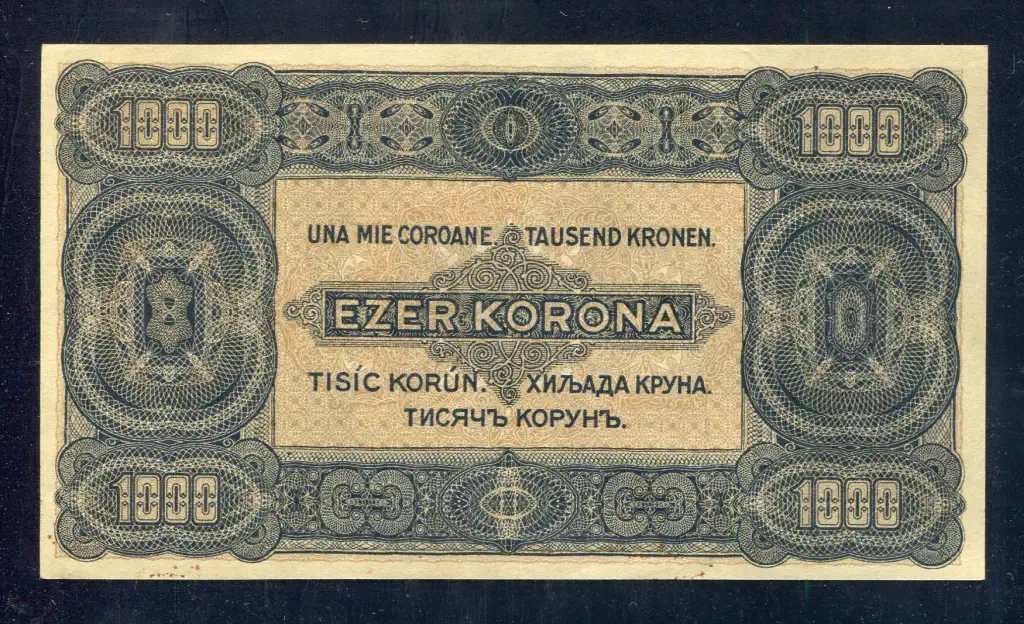 1000 1000
UNA MIE COROANE. TAUSEND KRONEN.
EZER KORONA
TISÍC KORÚN. ХИЉАДА КРУНА.
ТИСЯЧЪ КОРУНЪ.
1000 1000